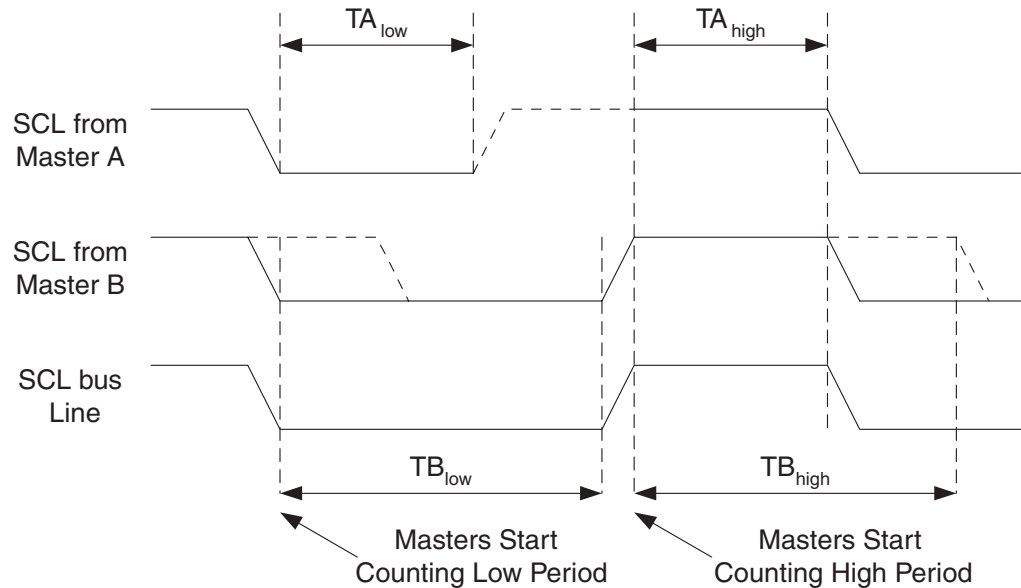 TA low
TA high
SCL from
Master A
SCL from
Master B
SCL bus
Line
TB low
TB high
Masters Start
Counting Low Period
Masters Start
Counting High Period